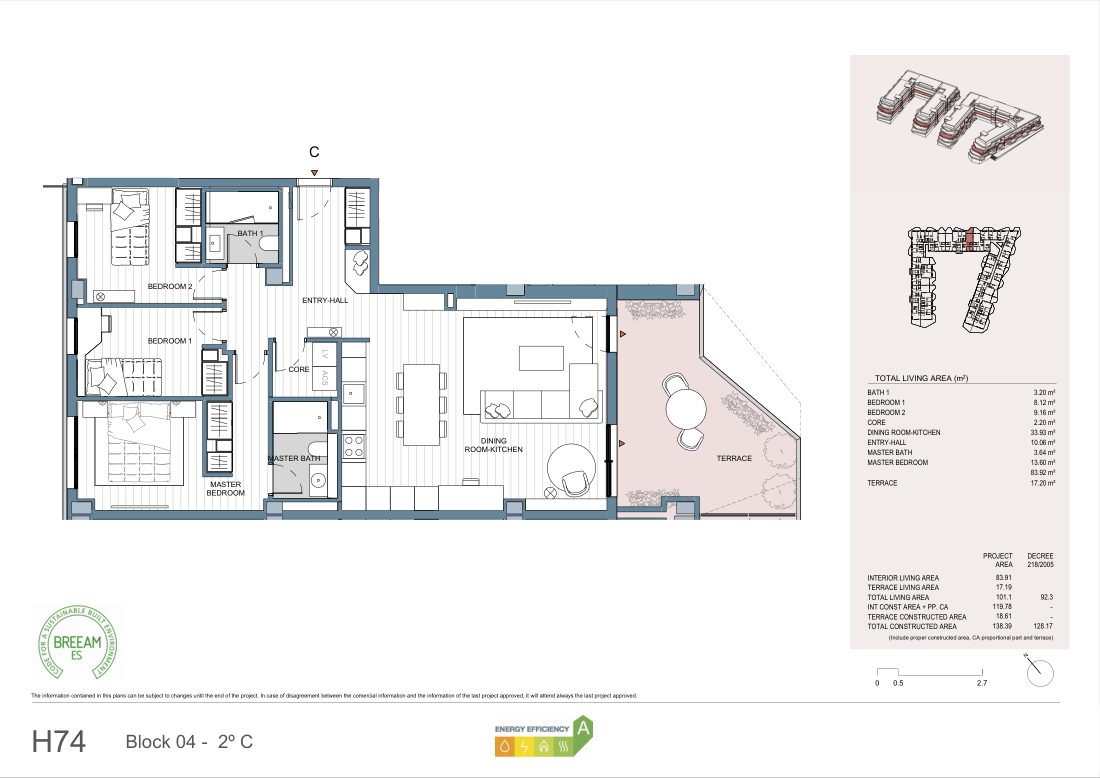 C
BATH 1
BEDROOM 2
ENTRY-HALL
BEDROOM 1
CORE
LV
ACS
DINING
ROOM-KITCHEN
MASTER BATH
MASTER
BEDROOM
TERRACE
TOTAL LIVING AREA (m²)
BATH 1 3.20 m²
BEDROOM 1 8.12 m²
BEDROOM 2 9.16 m²
CORE 2.20 m²
DINING ROOM-KITCHEN 33.93 m²
ENTRY-HALL 10.06 m²
MASTER BATH 3.64 m²
MASTER BEDROOM 13.60 m²
83.92 m²
TERRACE 17.20 m²
PROJECT AREA DECREE 218/2005
INTERIOR LIVING AREA 83.91
TERRACE LIVING AREA 17.19
TOTAL LIVING AREA 101.1 92.3
INT CONST AREA + PP. CA 119.78 -
TERRACE CONSTRUCTED AREA 18.61 -
TOTAL CONSTRUCTED AREA 138.39 128.17
(Include proper constructed area, CA proportional part and terrace)
N
0 0.5 2.7
CODE FOR A SUSTAINABLE BUILT ENVIRONMENT
BREEAM
ES
The information contained in this plans can be subject to changes until the end of the project. In case of disagreement between the comercial information and the information of the last project approved, it will attend always the last project approved.
H74 Block 04 - 2º C
ENERGY EFFICIENCY A